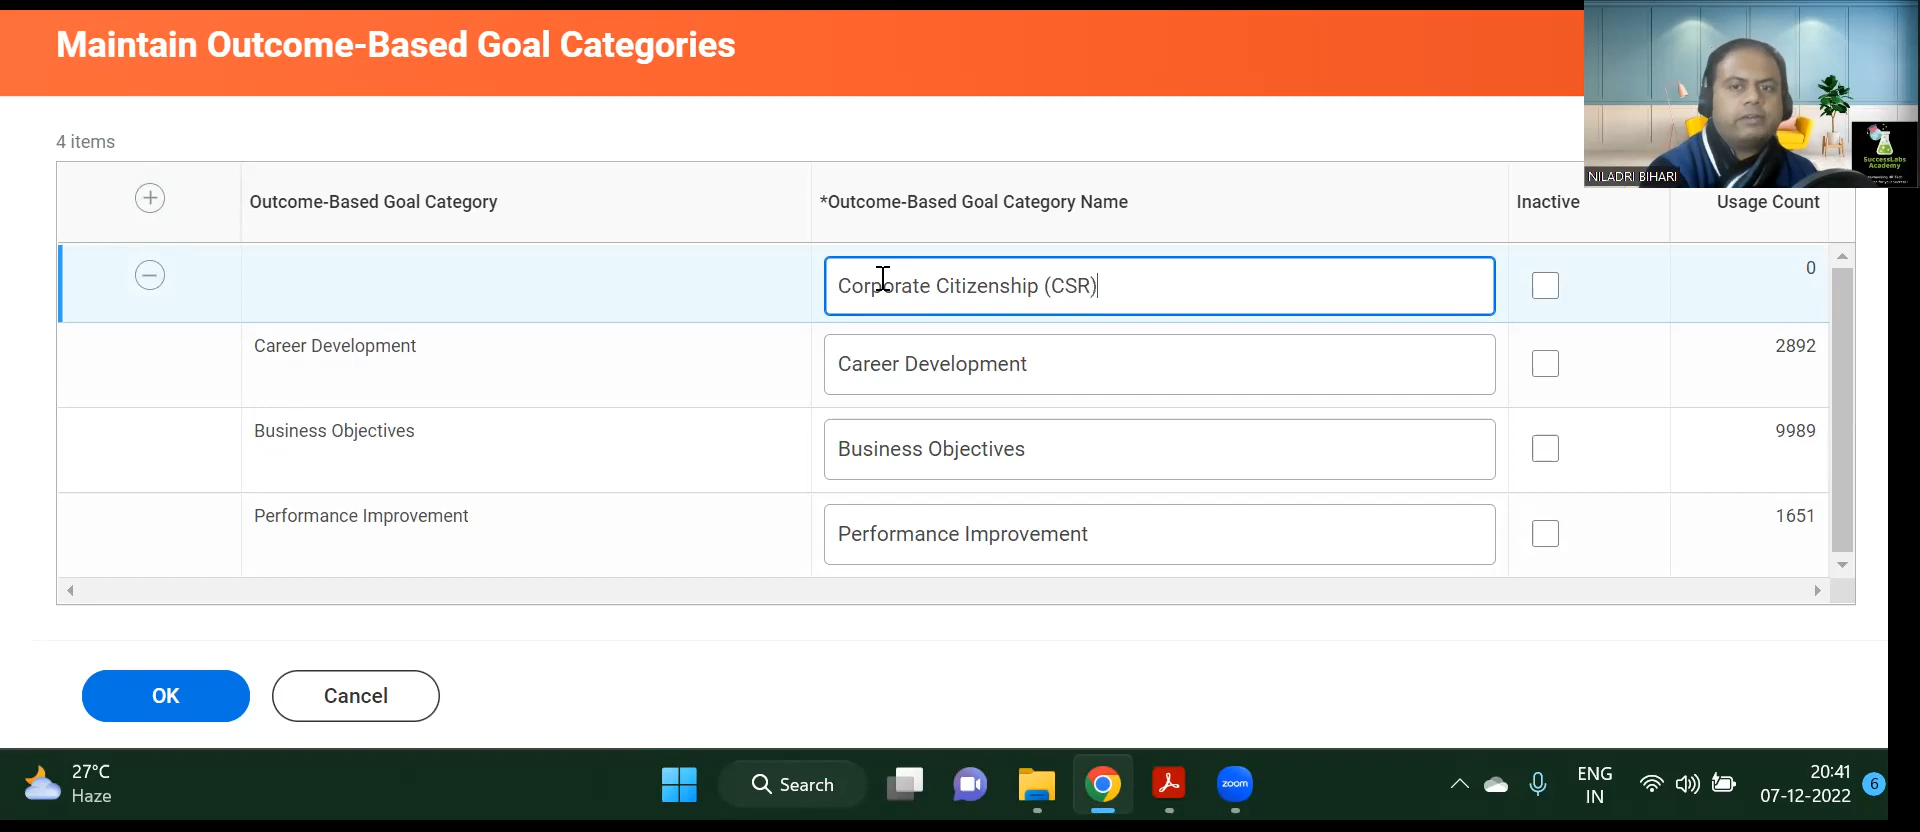 Maintain Outcome-Based Goal Categories
NILADRI BIHARI
SuccessLabs
Academy
4 items
Outcome-Based Goal Category
*Outcome-Based Goal Category Name
Inactive
Usage Count
Corporate Citizenship (CSR)
0
Career Development
Career Development
2892
Business Objectives
Business Objectives
9989
Performance Improvement
Performance Improvement
1651
OK
Cancel
27°C
Haze
Search
zoom
ENG
IN
20:41
07-12-2022
6